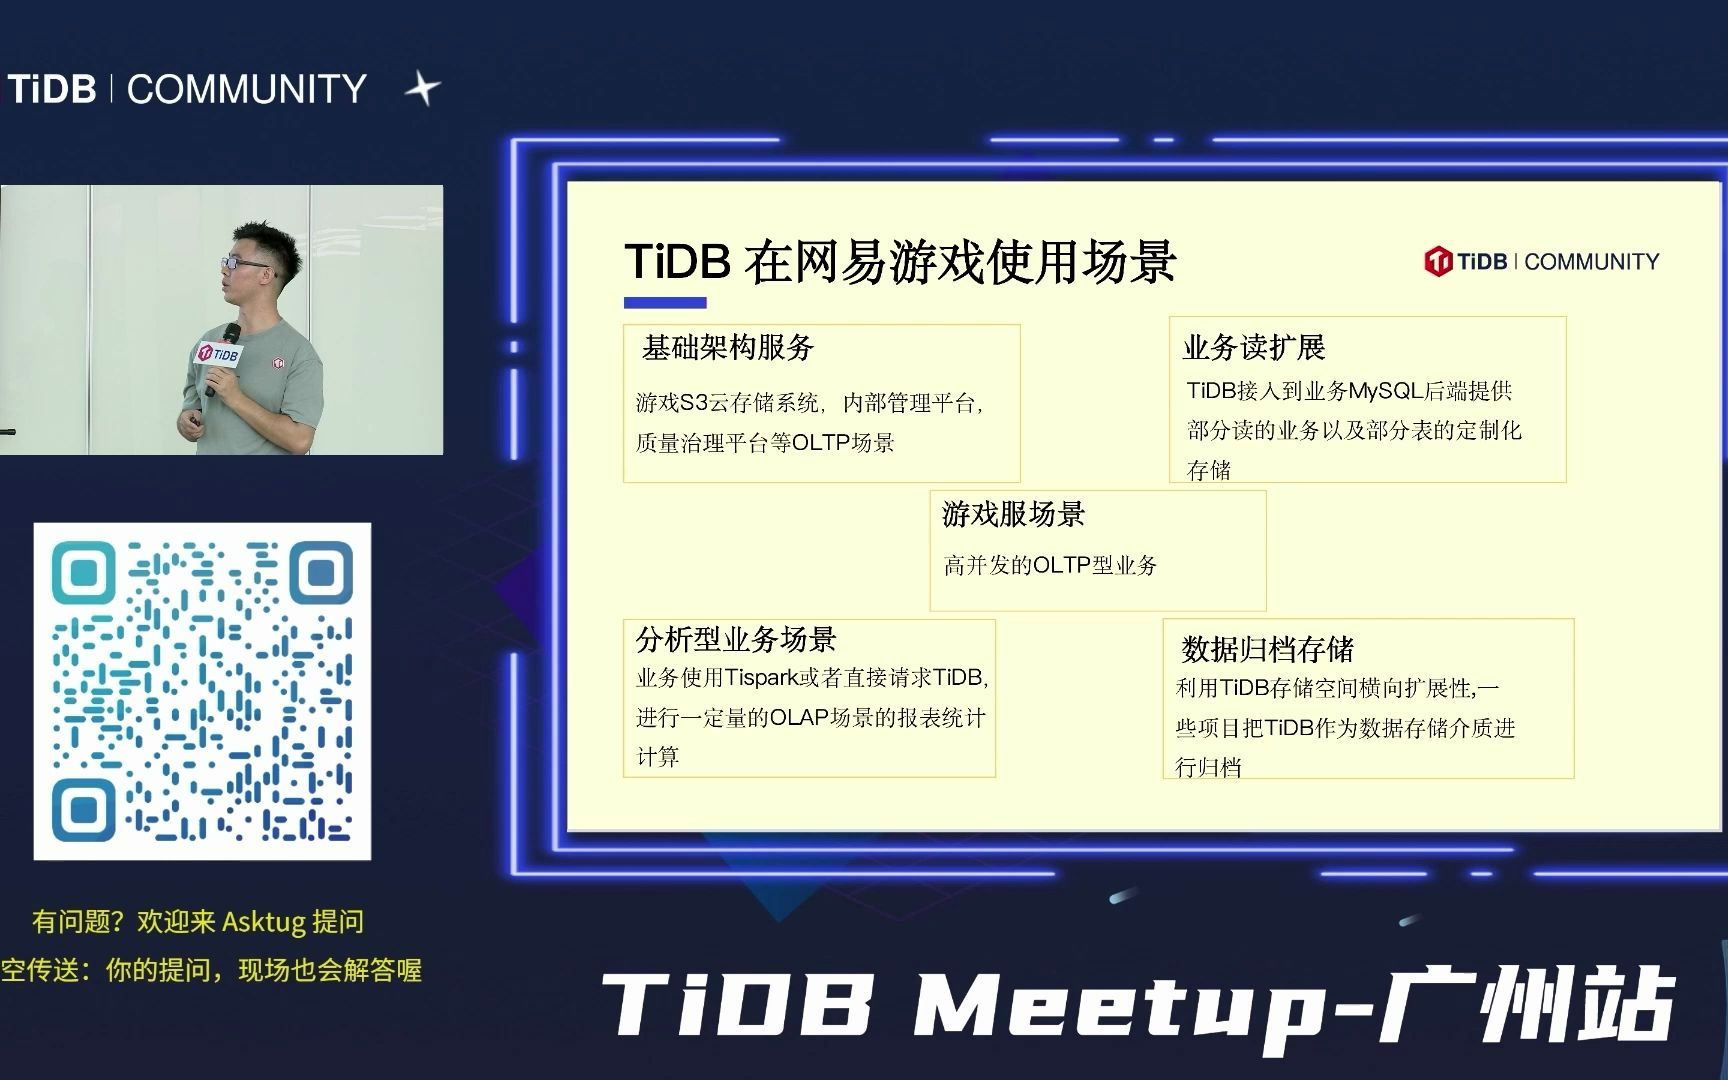 TiDB | COMMUNITY
TiDB
有问题？欢迎来 Asktug 提问
空传送：你的提问，现场也会解答喔
TiDB 在网易游戏使用场景
TiDB | COMMUNITY
基础架构服务
游戏S3云存储系统，内部管理平台，
质量治理平台等OLTP场景
业务读扩展
TiDB接入到业务MySQL后端提供
部分读的业务以及部分表的定制化
存储
游戏服场景
高并发的OLTP型业务
分析型业务场景
业务使用Tispark或者直接请求TiDB,
进行一定量的OLAP场景的报表统计
计算
数据归档存储
利用TiDB存储空间横向扩展性,一
些项目把TiDB作为数据存储介质进
行归档
TiDB Meetup-广州站